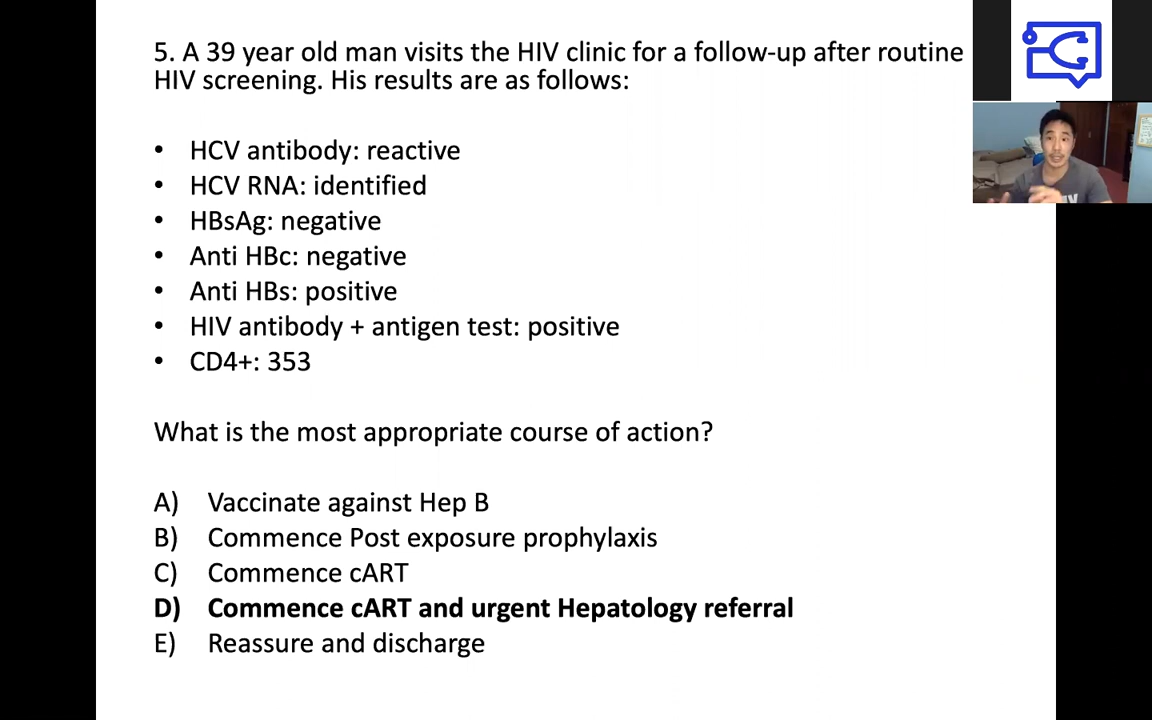 5. A 39 year old man visits the HIV clinic for a follow-up after routine
HIV screening. His results are as follows:
• HCV antibody: reactive
• HCV RNA: identified
• HBsAg: negative
• Anti HBc: negative
• Anti HBs: positive
• HIV antibody + antigen test: positive
• CD4+: 353
What is the most appropriate course of action?
A) Vaccinate against Hep B
B) Commence Post exposure prophylaxis
C) Commence cART
D) Commence cART and urgent Hepatology referral
E) Reassure and discharge